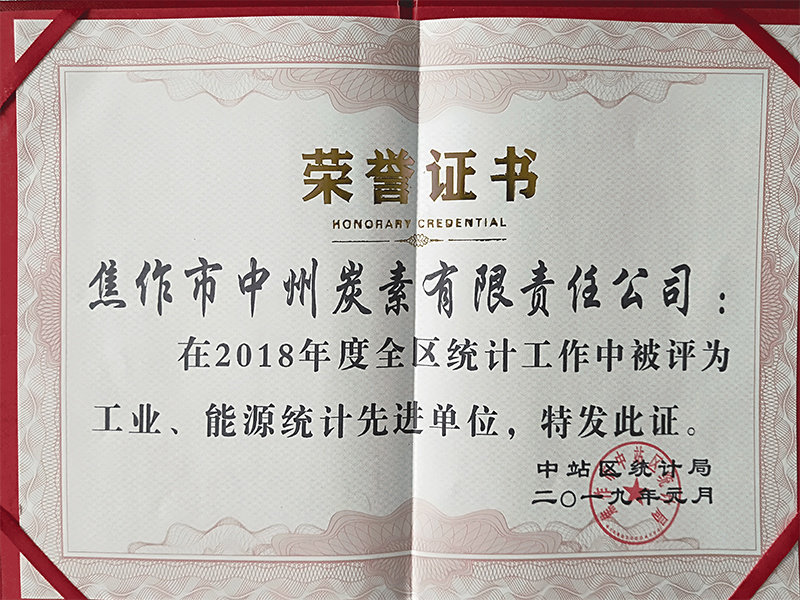 荣誉证书
HONORARY CREDENTIAL
焦作市中州炭素有限责任公司：
在2018年度全区统计工作中被评为
工业、能源统计先进单位，特发此证。
中站区统计局
二〇一九年元月